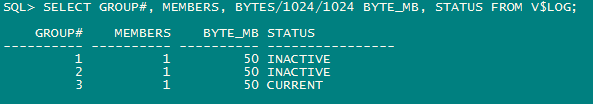 SQL> SELECT GROUP#, MEMBERS, BYTES/1024/1024 BYTE_MB, STATUS FROM V$LOG;
    GROUP#    MEMBERS    BYTE_MB STATUS
---------- ---------- ---------- ----------------
         1          1         50 INACTIVE
         2          1         50 INACTIVE
         3          1         50 CURRENT